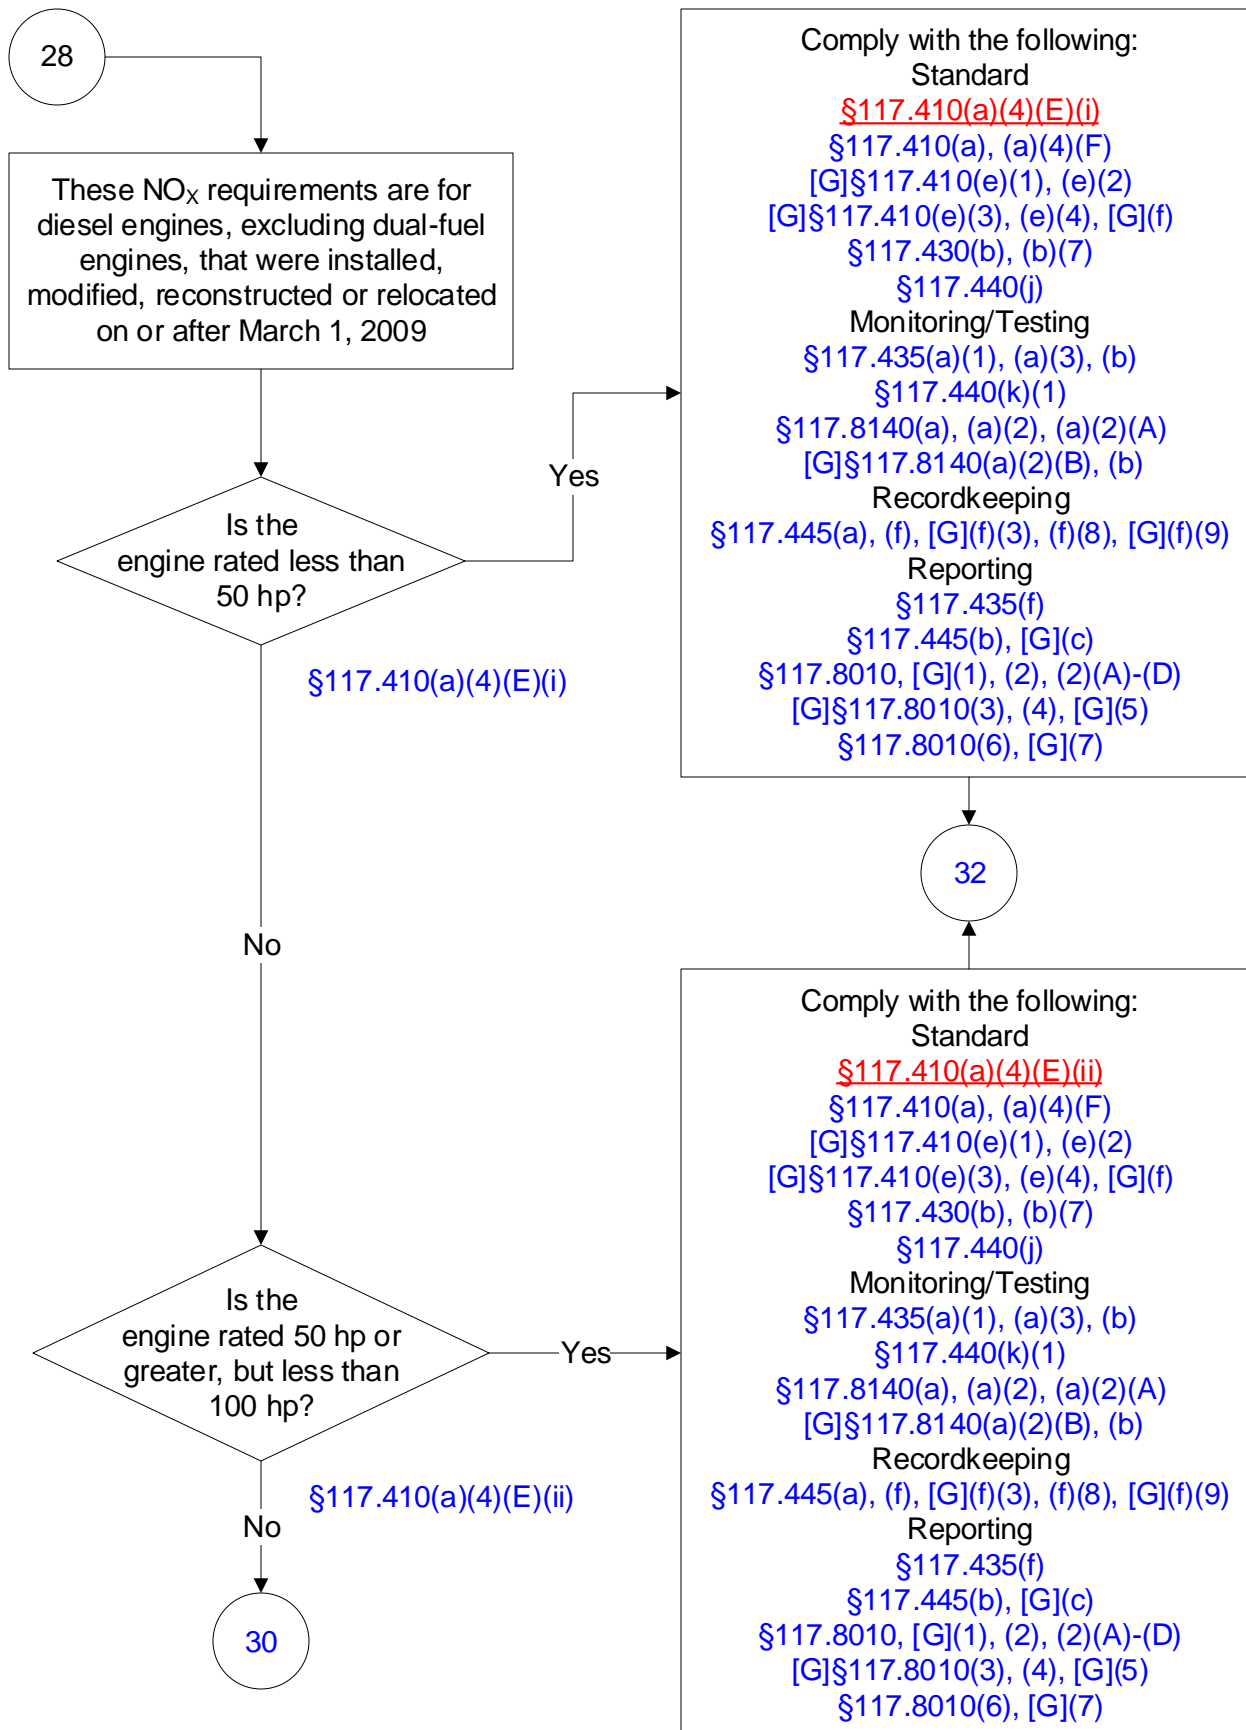 28
These NOX requirements are for
diesel engines, excluding dual-fuel
engines, that were installed,
modified, reconstructed or relocated
on or after March 1, 2009
Is the
engine rated less than
50 hp?
§117.410(a)(4)(E)(i)
Yes
Comply with the following:
Standard
§117.410(a)(4)(E)(i)
§117.410(a), (a)(4)(F)
[G]§117.410(e)(1), (e)(2)
[G]§117.410(e)(3), (e)(4), [G](f)
§117.430(b), (b)(7)
§117.440(j)
Monitoring/Testing
§117.435(a)(1), (a)(3), (b)
§117.440(k)(1)
§117.8140(a), (a)(2), (a)(2)(A)
[G]§117.8140(a)(2)(B), (b)
Recordkeeping
§117.445(a), (f), [G](f)(3), (f)(8), [G](f)(9)
Reporting
§117.435(f)
§117.445(b), [G](c)
§117.8010, [G](1), (2), (2)(A)-(D)
[G]§117.8010(3), (4), [G](5)
§117.8010(6), [G](7)
32
No
Is the
engine rated 50 hp or
greater, but less than
100 hp?
§117.410(a)(4)(E)(ii)
Yes
Comply with the following:
Standard
§117.410(a)(4)(E)(ii)
§117.410(a), (a)(4)(F)
[G]§117.410(e)(1), (e)(2)
[G]§117.410(e)(3), (e)(4), [G](f)
§117.430(b), (b)(7)
§117.440(j)
Monitoring/Testing
§117.435(a)(1), (a)(3), (b)
§117.440(k)(1)
§117.8140(a), (a)(2), (a)(2)(A)
[G]§117.8140(a)(2)(B), (b)
Recordkeeping
§117.445(a), (f), [G](f)(3), (f)(8), [G](f)(9)
Reporting
§117.435(f)
§117.445(b), [G](c)
§117.8010, [G](1), (2), (2)(A)-(D)
[G]§117.8010(3), (4), [G](5)
§117.8010(6), [G](7)
No
30